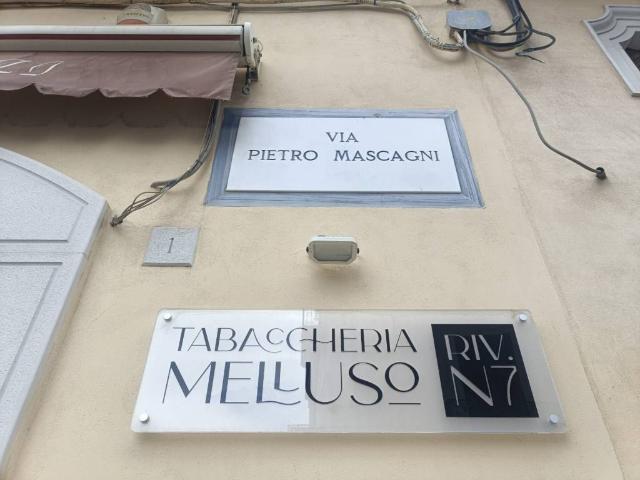 VIA
PIETRO MASCAGNI
1
TABACCHERIA
MELLUSO
RIV.
N7